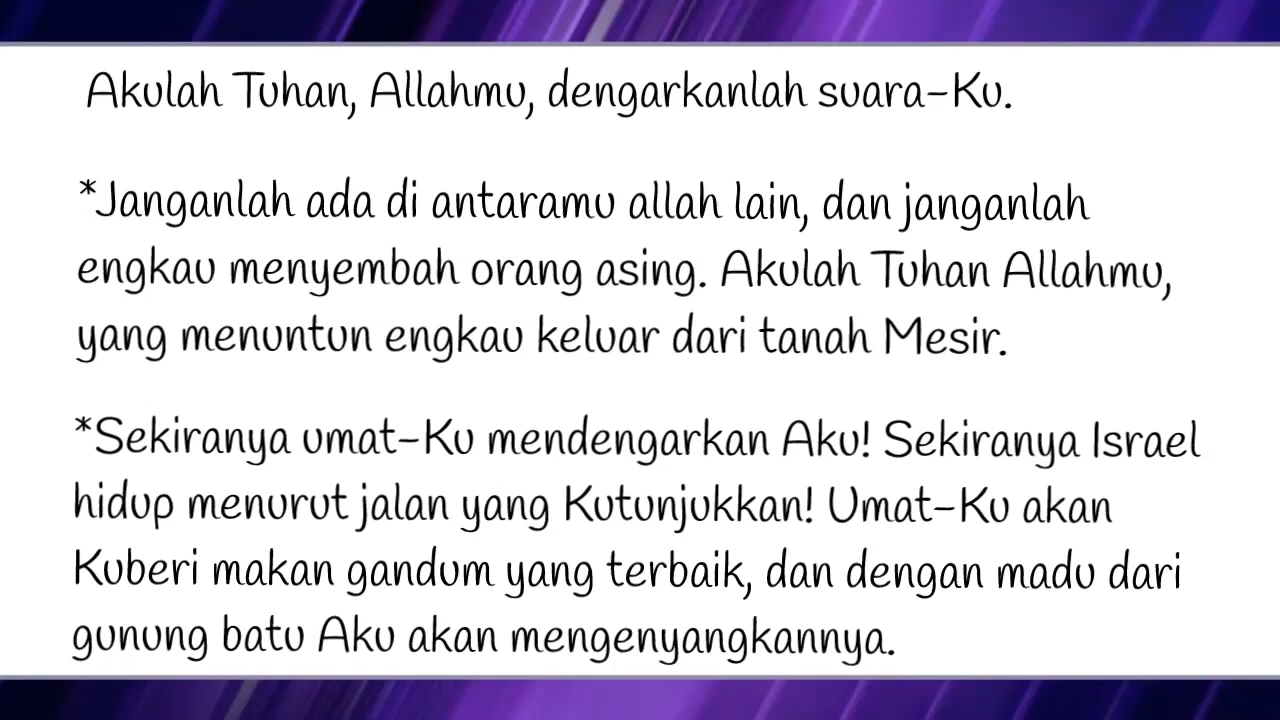 Akulah Tuhan, Allahmu, dengarkanlah suara-Ku.
*Janganlah ada di antaramu allah lain, dan janganlah
engkau menyembah orang asing. Akulah Tuhan Allahmu,
yang menuntun engkau keluar dari tanah Mesir.
*Sekiranya umat-Ku mendengarkan Aku! Sekiranya Israel
hidup menurut jalan yang Kutunjukkan! Umat-Ku akan
Kuberi makan gandum yang terbaik, dan dengan madu dari
gunung batu Aku akan mengenyangkannya.